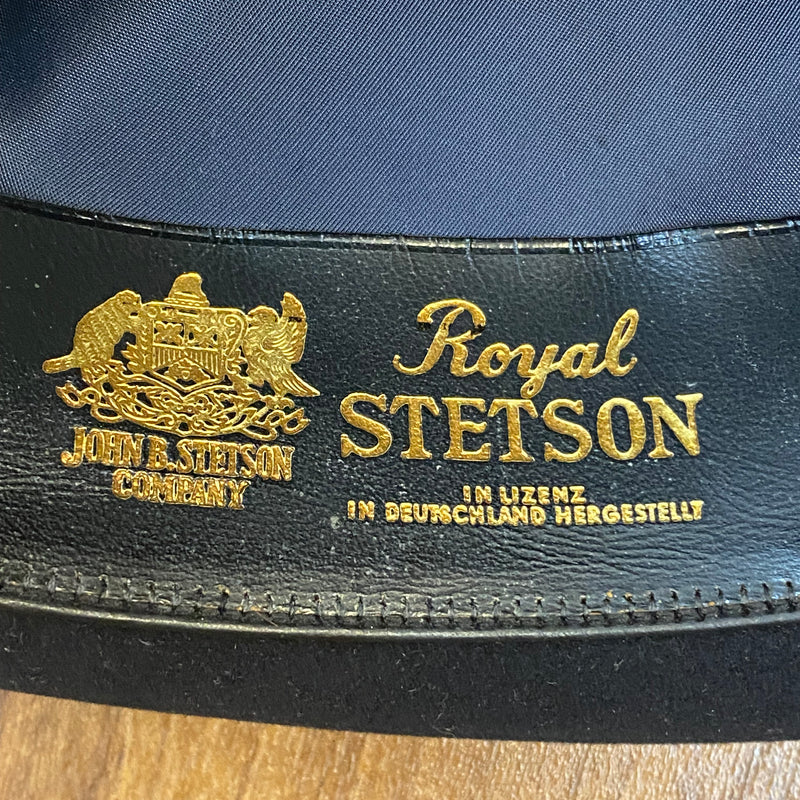 JOHN B. STETSON
COMPANY
Royal
STETSON
IN LIZENZ
IN DEUTSCHLAND HERGESTELLT